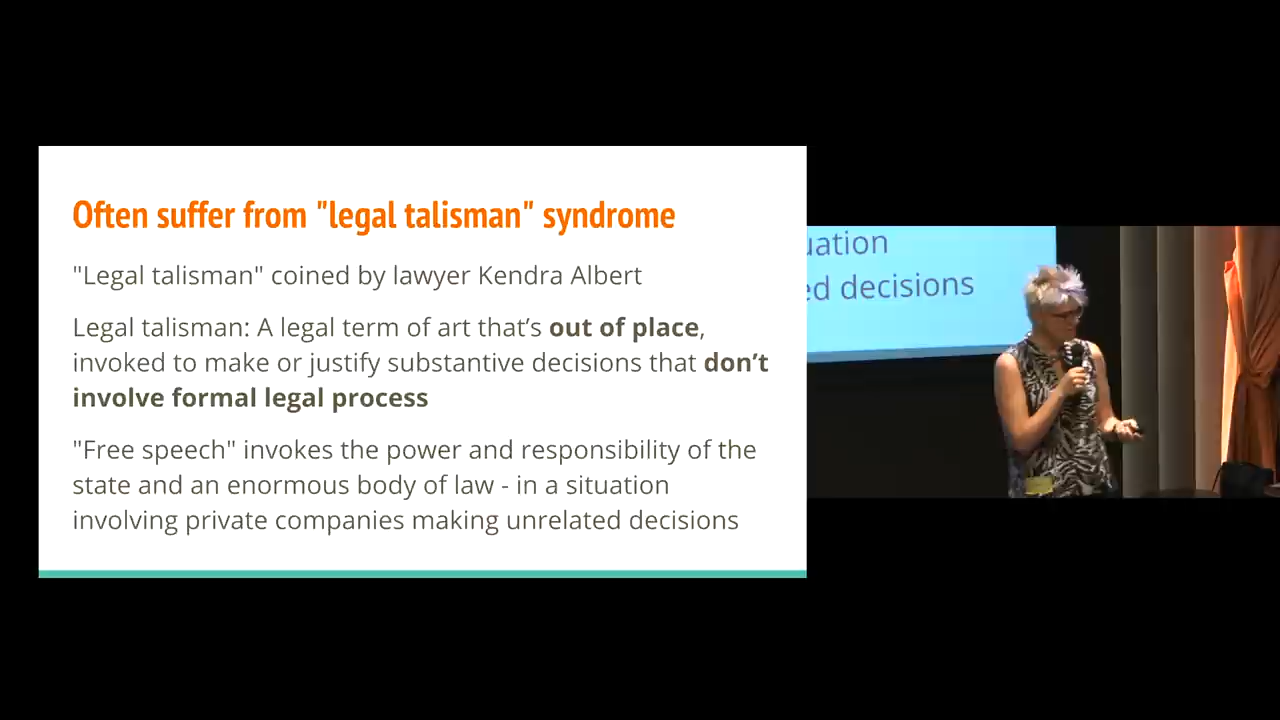 Often suffer from "legal talisman" syndrome
"Legal talisman" coined by lawyer Kendra Albert
Legal talisman: A legal term of art that’s out of place,
invoked to make or justify substantive decisions that don’t
involve formal legal process
"Free speech" invokes the power and responsibility of the
state and an enormous body of law - in a situation
involving private companies making unrelated decisions
uation
ed decisions